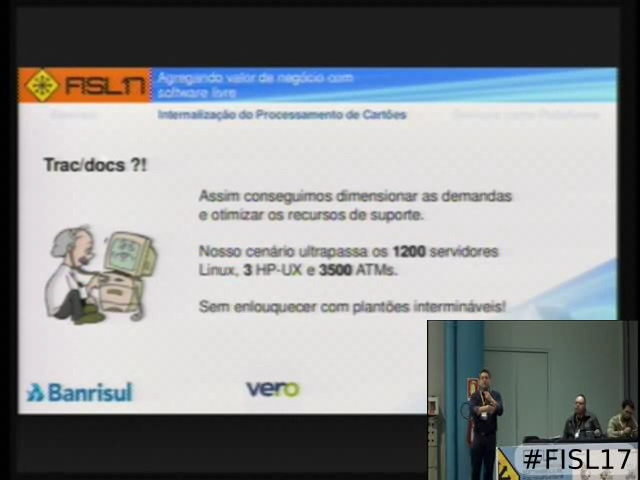 FISL17
Agregando valor de negócio com
software livre
Internalização do Processamento de Cartões
Trac/docs ?!
Assim conseguimos dimensionar as demandas
e otimizar os recursos de suporte.
Nosso cenário ultrapassa os 1200 servidores
Linux, 3 HP-UX e 3500 ATMs.
Sem enlouquecer com plantões intermináveis!
Banrisul
vero
#FISL17